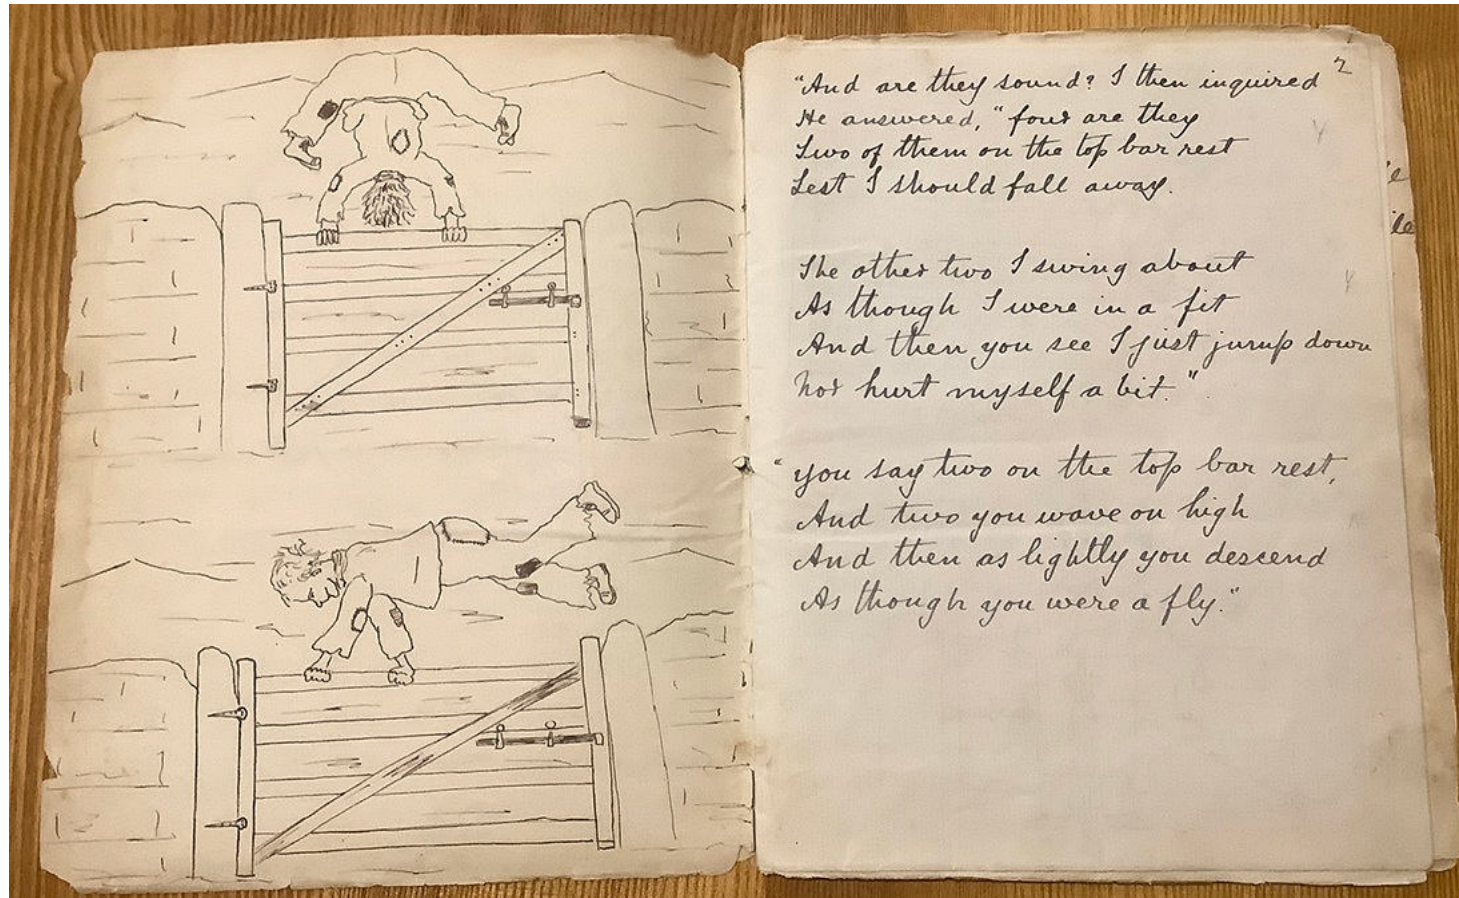 2
"And are they sound? I then inquired
He answered, "four are they
Two of them on the top bar rest
Lest I should fall away.
The other two I swing about
As though I were in a fit
And then you see I just jump down
Nor hurt myself a bit."
"you say two on the top bar rest,
And two you wave on high
And then as lightly you descend
As though you were a fly."